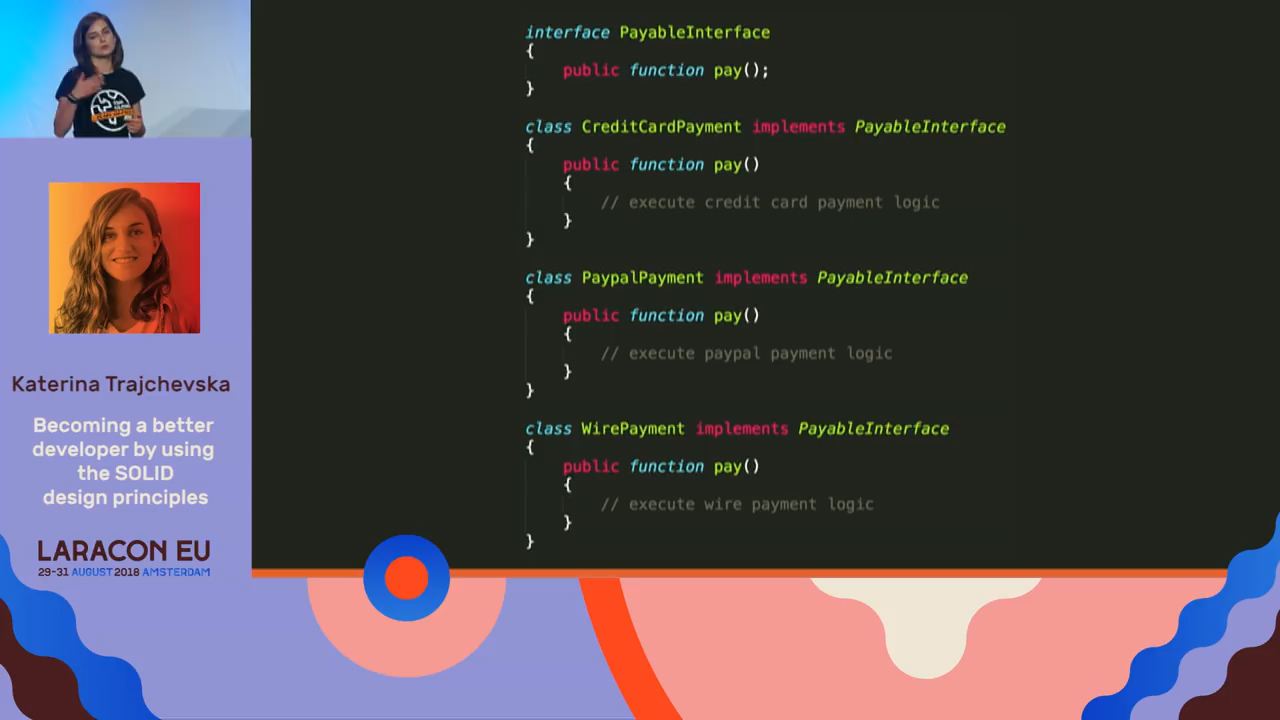 interface PayableInterface
{
public function pay();
}
class CreditCardPayment implements PayableInterface
{
public function pay()
{
// execute credit card payment logic
}
}
class PaypalPayment implements PayableInterface
{
public function pay()
{
// execute paypal payment logic
}
}
class WirePayment implements PayableInterface
{
public function pay()
{
// execute wire payment logic
}
}
Katerina Trajchevska
Becoming a better
developer by using
the SOLID
design principles
LARACON EU
29-31 AUGUST 2018 AMSTERDAM